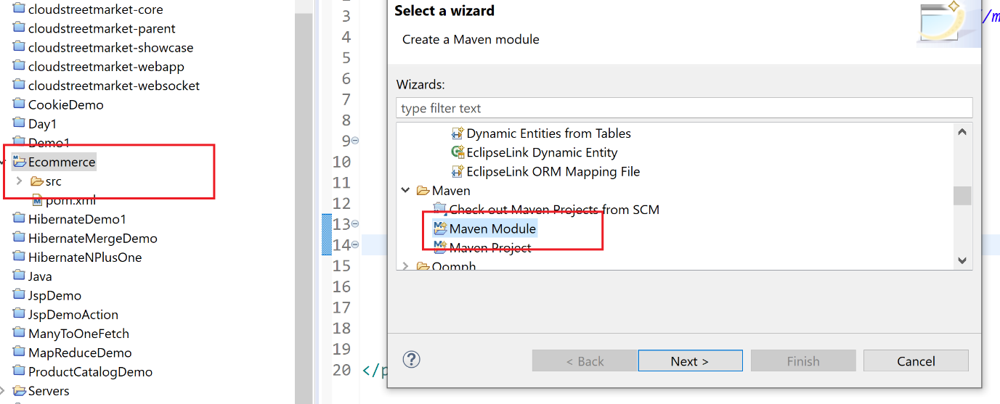 cloudstreetmarket-core
cloudstreetmarket-parent
cloudstreetmarket-showcase
cloudstreetmarket-webapp
cloudstreetmarket-websocket
CookieDemo
Day1
Demo1
Ecommerce
src
pom.xml
HibernateDemo1
HibernateMergeDemo
HibernateNPlusOne
Java
JspDemo
JspDemoAction
ManyToOneFetch
MapReduceDemo
ProductCatalogDemo
Servers
3
4
5
6
7
8
9
10
11
12
13
14
15
16
17
18
19
20 </p
/m
Select a wizard
Create a Maven module
Wizards:
type filter text
Dynamic Entities from Tables
EclipseLink Dynamic Entity
EclipseLink ORM Mapping File
Maven
Check out Maven Projects from SCM
Maven Module
Maven Project
Oomph
< Back
Next >
Finish
Cancel